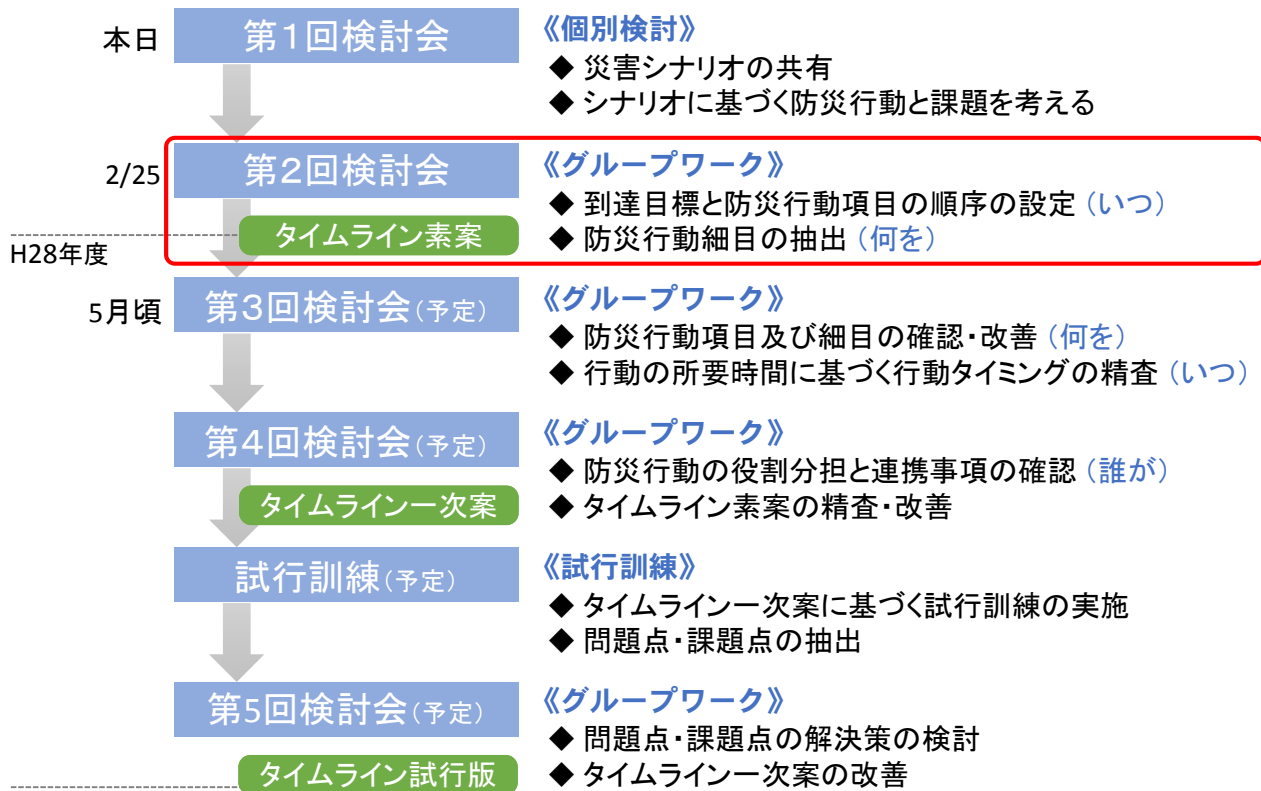 本日
第１回検討会
《個別検討》
◆ 災害シナリオの共有
◆ シナリオに基づく防災行動と課題を考える
2/25
第２回検討会
《グループワーク》
◆ 到達目標と防災行動項目の順序の設定（いつ）
◆ 防災行動細目の抽出（何を）
タイムライン素案
H28年度
5月頃
第３回検討会（予定）
《グループワーク》
◆ 防災行動項目及び細目の確認・改善（何を）
◆ 行動の所要時間に基づく行動タイミングの精査（いつ）
第４回検討会（予定）
《グループワーク》
◆ 防災行動の役割分担と連携事項の確認（誰が）
◆ タイムライン素案の精査・改善
タイムライン一次案
試行訓練（予定）
《試行訓練》
◆ タイムライン一次案に基づく試行訓練の実施
◆ 問題点・課題点の抽出
第5回検討会（予定）
《グループワーク》
◆ 問題点・課題点の解決策の検討
◆ タイムライン一次案の改善
タイムライン試行版